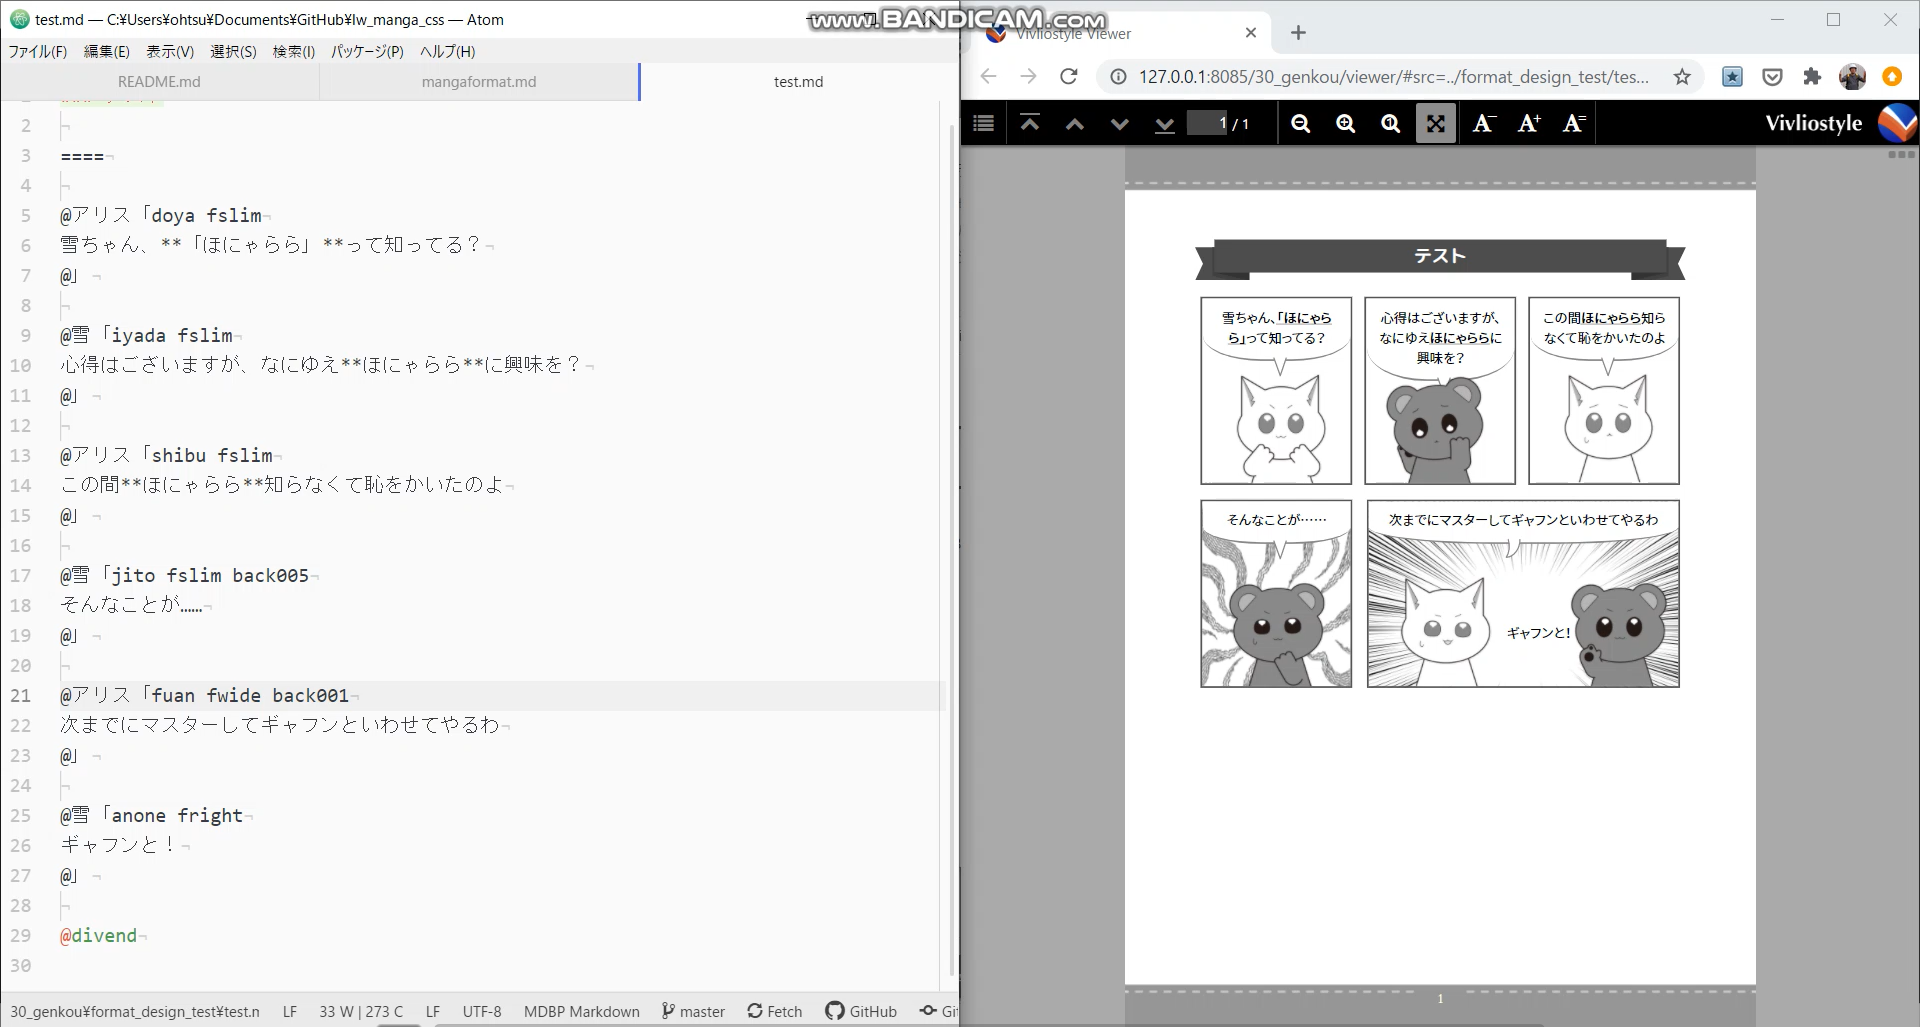 test.md — C:¥Users¥ohtsu¥Documents¥GitHub¥lw_manga_css — Atom
www.BANDICAM.com
ファイル(F) 編集(E) 表示(V) 選択(S) 検索(I) パッケージ(P) ヘルプ(H)
README.md mangaformat.md test.md
2
3 ====
4
5 @アリス「doya fslim
6 雪ちゃん、**「ほにゃらら」**って知ってる？
7 @」
8
9 @雪「iyada fslim
10 心得はございますが、なにゆえ**ほにゃらら**に興味を？
11 @」
12
13 @アリス「shibu fslim
14 この間**ほにゃらら**知らなくて恥をかいたのよ
15 @」
16
17 @雪「jito fslim back005
18 そんなことが……
19 @」
20
21 @アリス「fuan fwide back001
22 次までにマスターしてギャフンといわせてやるわ
23 @」
24
25 @雪「anone fright
26 ギャフンと！
27 @」
28
29 @divend
30
30_genkou¥format_design_test¥test.n LF 33 W | 273 C LF UTF-8 MDBP Markdown master Fetch GitHub Gi
Vivliostyle Viewer
127.0.0.1:8085/30_genkou/viewer/#src=../format_design_test/tes...
1 / 1 A- A+ A= Vivliostyle
テスト
雪ちゃん、「ほにゃら
ら」って知ってる？
心得はございますが、
なにゆえほにゃららに
興味を？
この間ほにゃらら知ら
なくて恥をかいたのよ
そんなことが……
次までにマスターしてギャフンといわせてやるわ
ギャフンと！
1